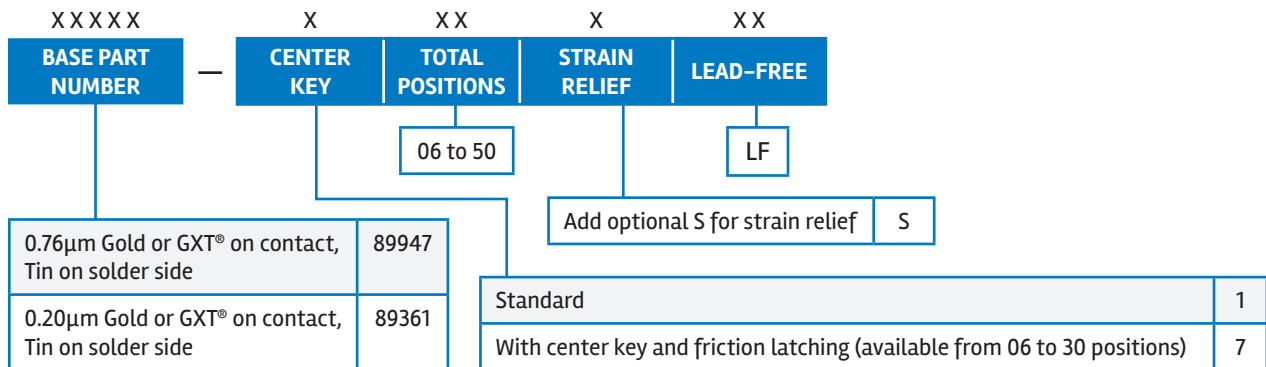 XXXXX X XX X XX
BASE PART NUMBER — CENTER KEY TOTAL POSITIONS STRAIN RELIEF LEAD-FREE
06 to 50
LF
Add optional S for strain relief S
0.76µm Gold or GXT® on contact, 89947
Tin on solder side
0.20µm Gold or GXT® on contact, 89361
Tin on solder side
Standard 1
With center key and friction latching (available from 06 to 30 positions) 7